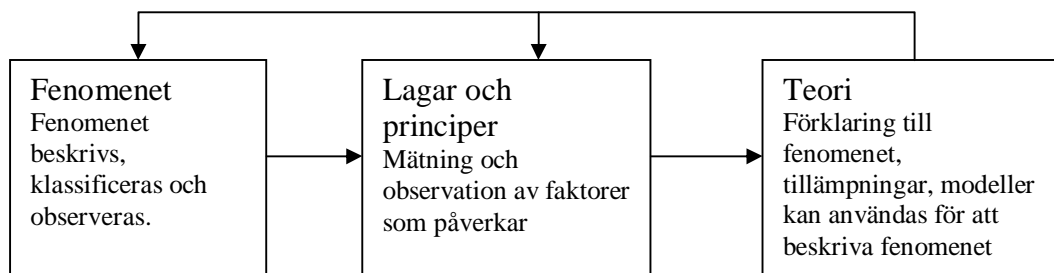 Fenomenet
Fenomenet
beskrivs,
klassificeras och
observeras.
Lagar och
principer
Mätning och
observation av faktorer
som påverkar
Teori
Förklaring till
fenomenet,
tillämpningar, modeller
kan användas för att
beskriva fenomenet